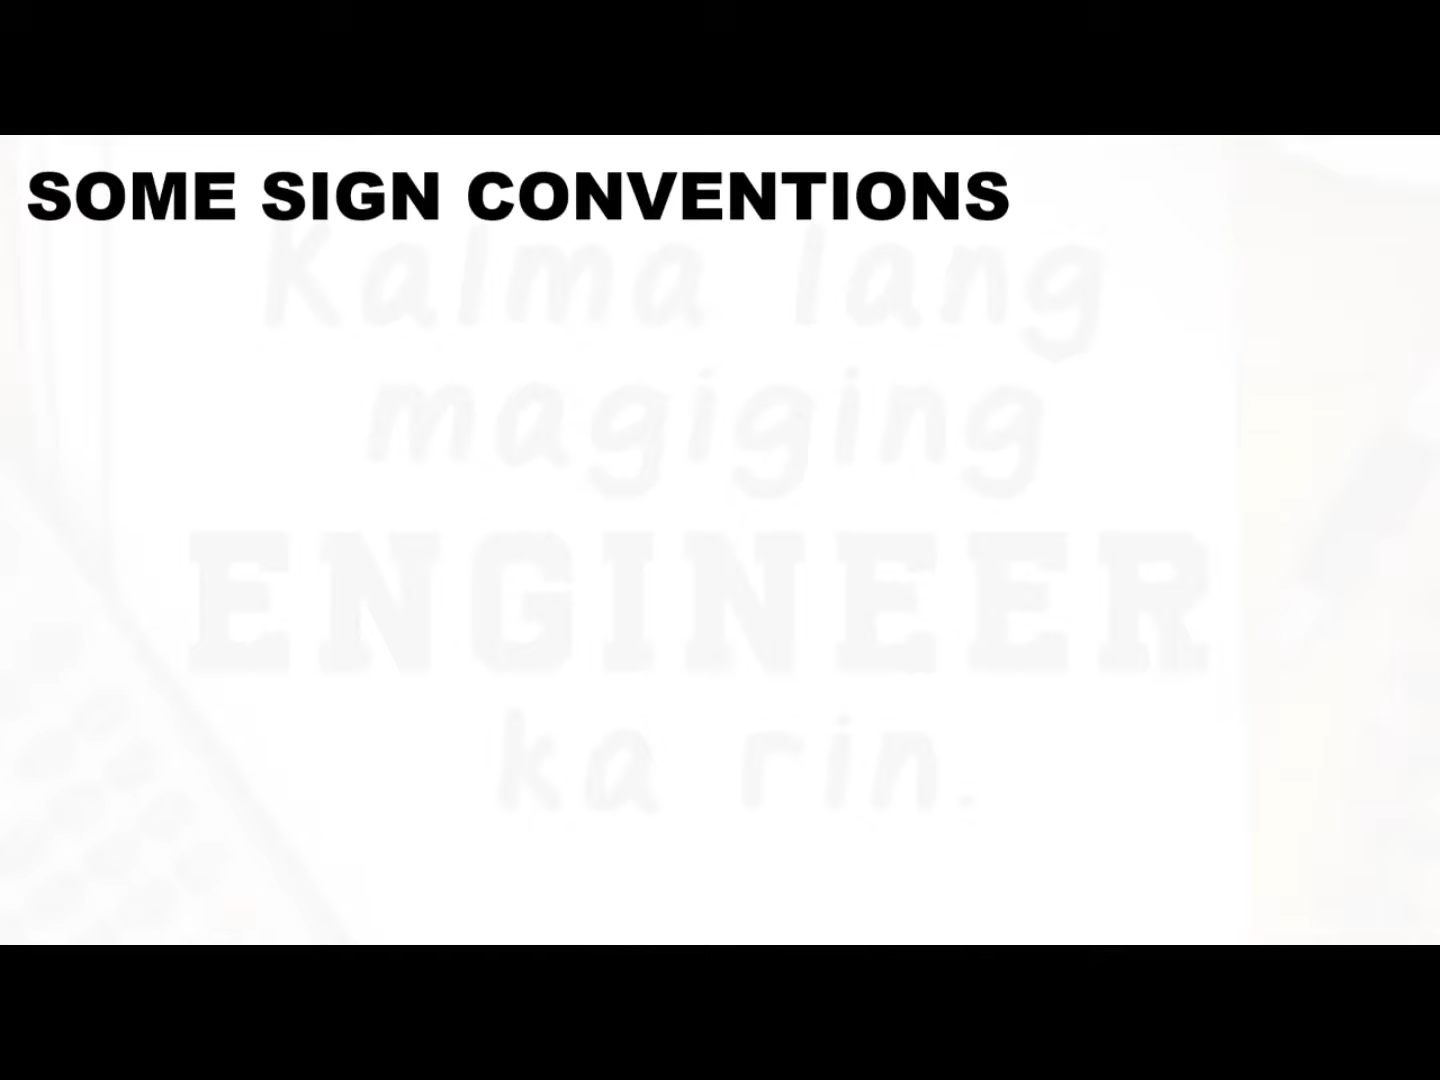 SOME SIGN CONVENTIONS
Kalma lang
magiging
ENGINEER
ka rin.